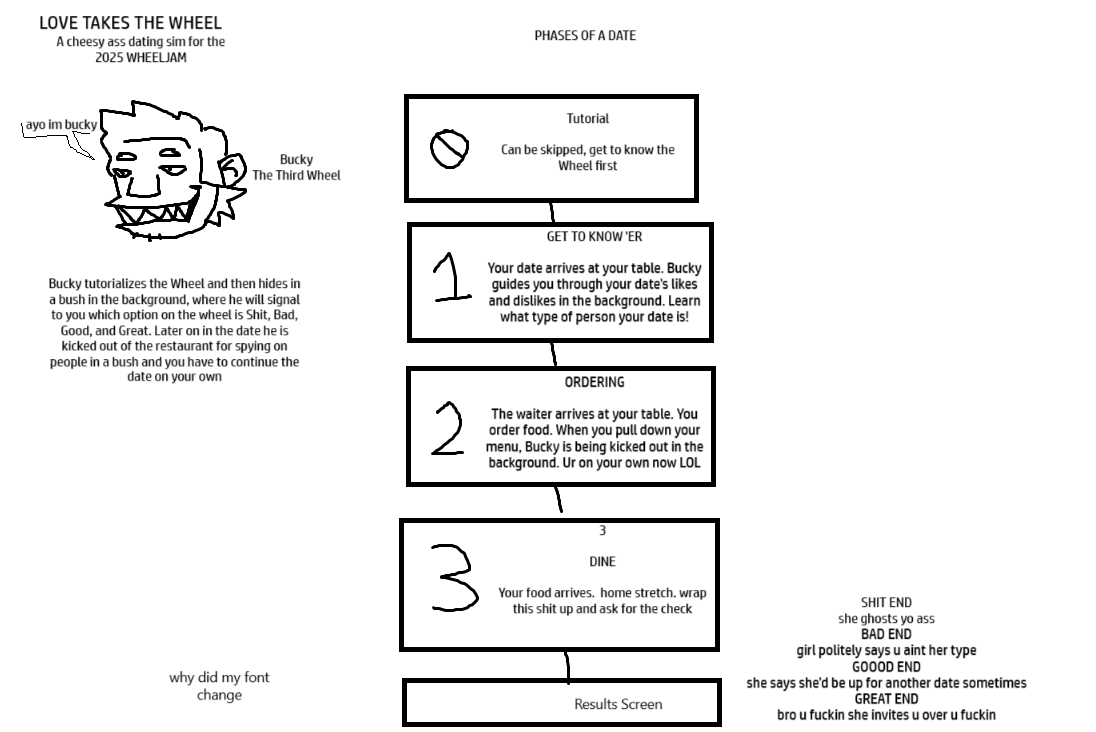 LOVE TAKES THE WHEEL
A cheesy ass dating sim for the
2025 WHEELJAM
ayo im bucky
Bucky
The Third Wheel
Bucky tutorializes the Wheel and then hides in
a bush in the background, where he will signal
to you which option on the wheel is Shit, Bad,
Good, and Great. Later on in the date he is
kicked out of the restaurant for spying on
people in a bush and you have to continue the
date on your own
why did my font
change
PHASES OF A DATE
0
Tutorial
Can be skipped, get to know the
Wheel first
1
GET TO KNOW 'ER
Your date arrives at your table. Bucky
guides you through your date's likes
and dislikes in the background. Learn
what type of person your date is!
2
ORDERING
The waiter arrives at your table. You
order food. When you pull down your
menu, Bucky is being kicked out in the
background. Ur on your own now LOL
3
3
DINE
Your food arrives.  home stretch. wrap
this shit up and ask for the check
Results Screen
SHIT END
she ghosts yo ass
BAD END
girl politely says u aint her type
GOOOD END
she says she'd be up for another date sometimes
GREAT END
bro u fuckin she invites u over u fuckin